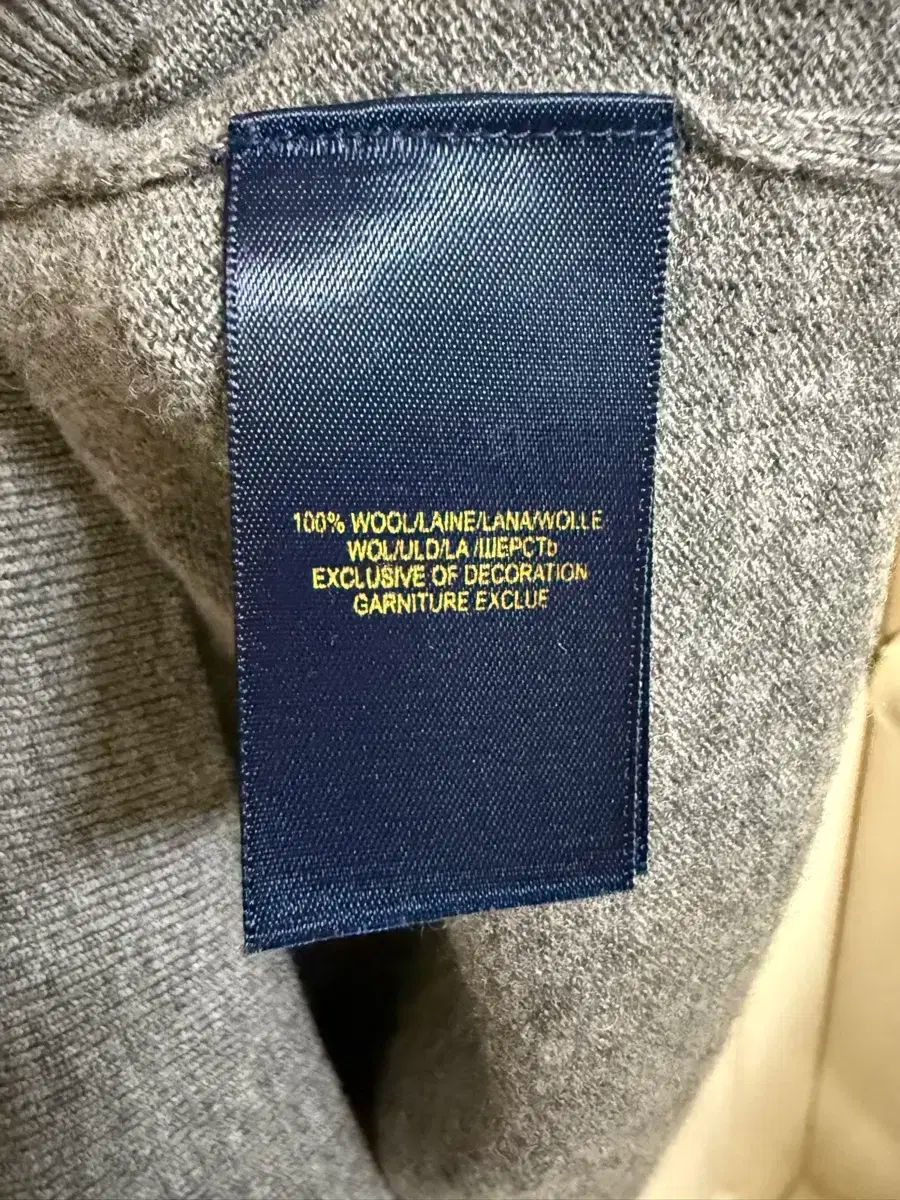 100% WOOL/LAINE/LANA/WOLLE
WOL/ULD/LA /ШЕРСТЬ
EXCLUSIVE OF DECORATION
GARNITURE EXCLUE